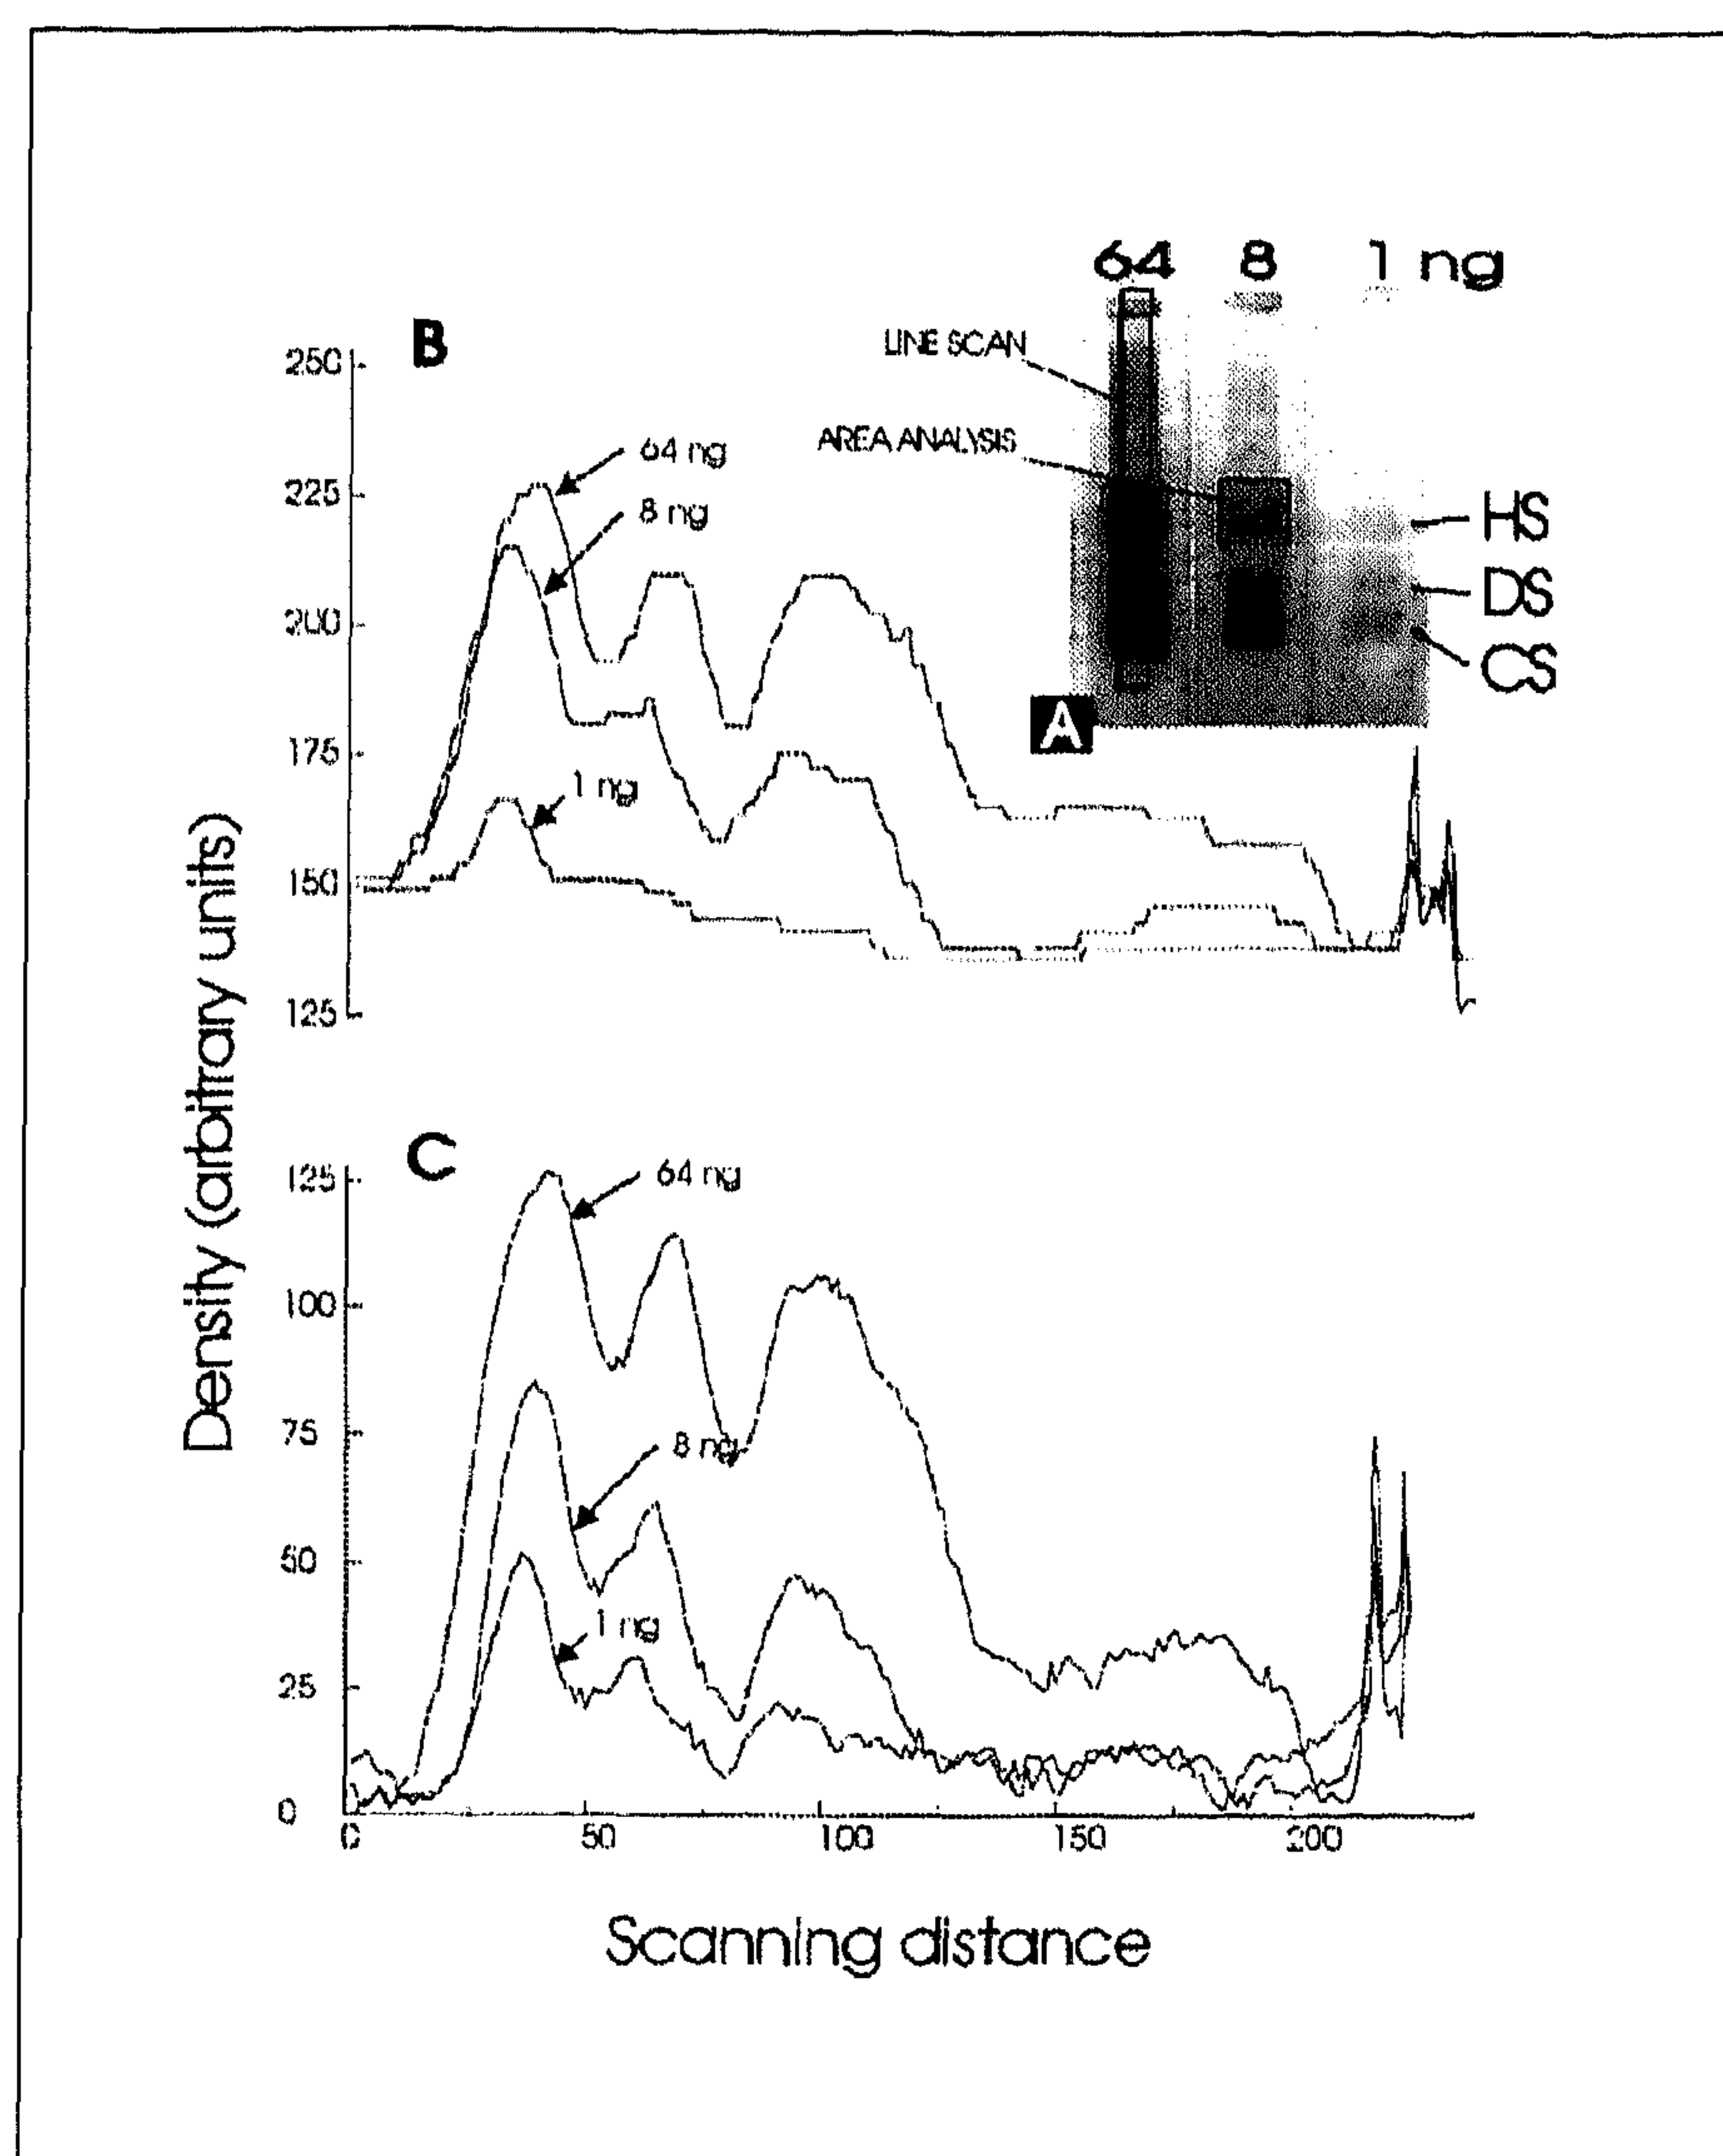 64 8 1 ng
B
LINE SCAN
AREA ANALYSIS
HS
DS
CS
A
250
225
200
175
150
125
64 ng
8 ng
1 ng
Density (arbitrary units)
C
125
100
75
50
25
0
64 ng
8 ng
1 ng
0 50 100 150 200
Scanning distance